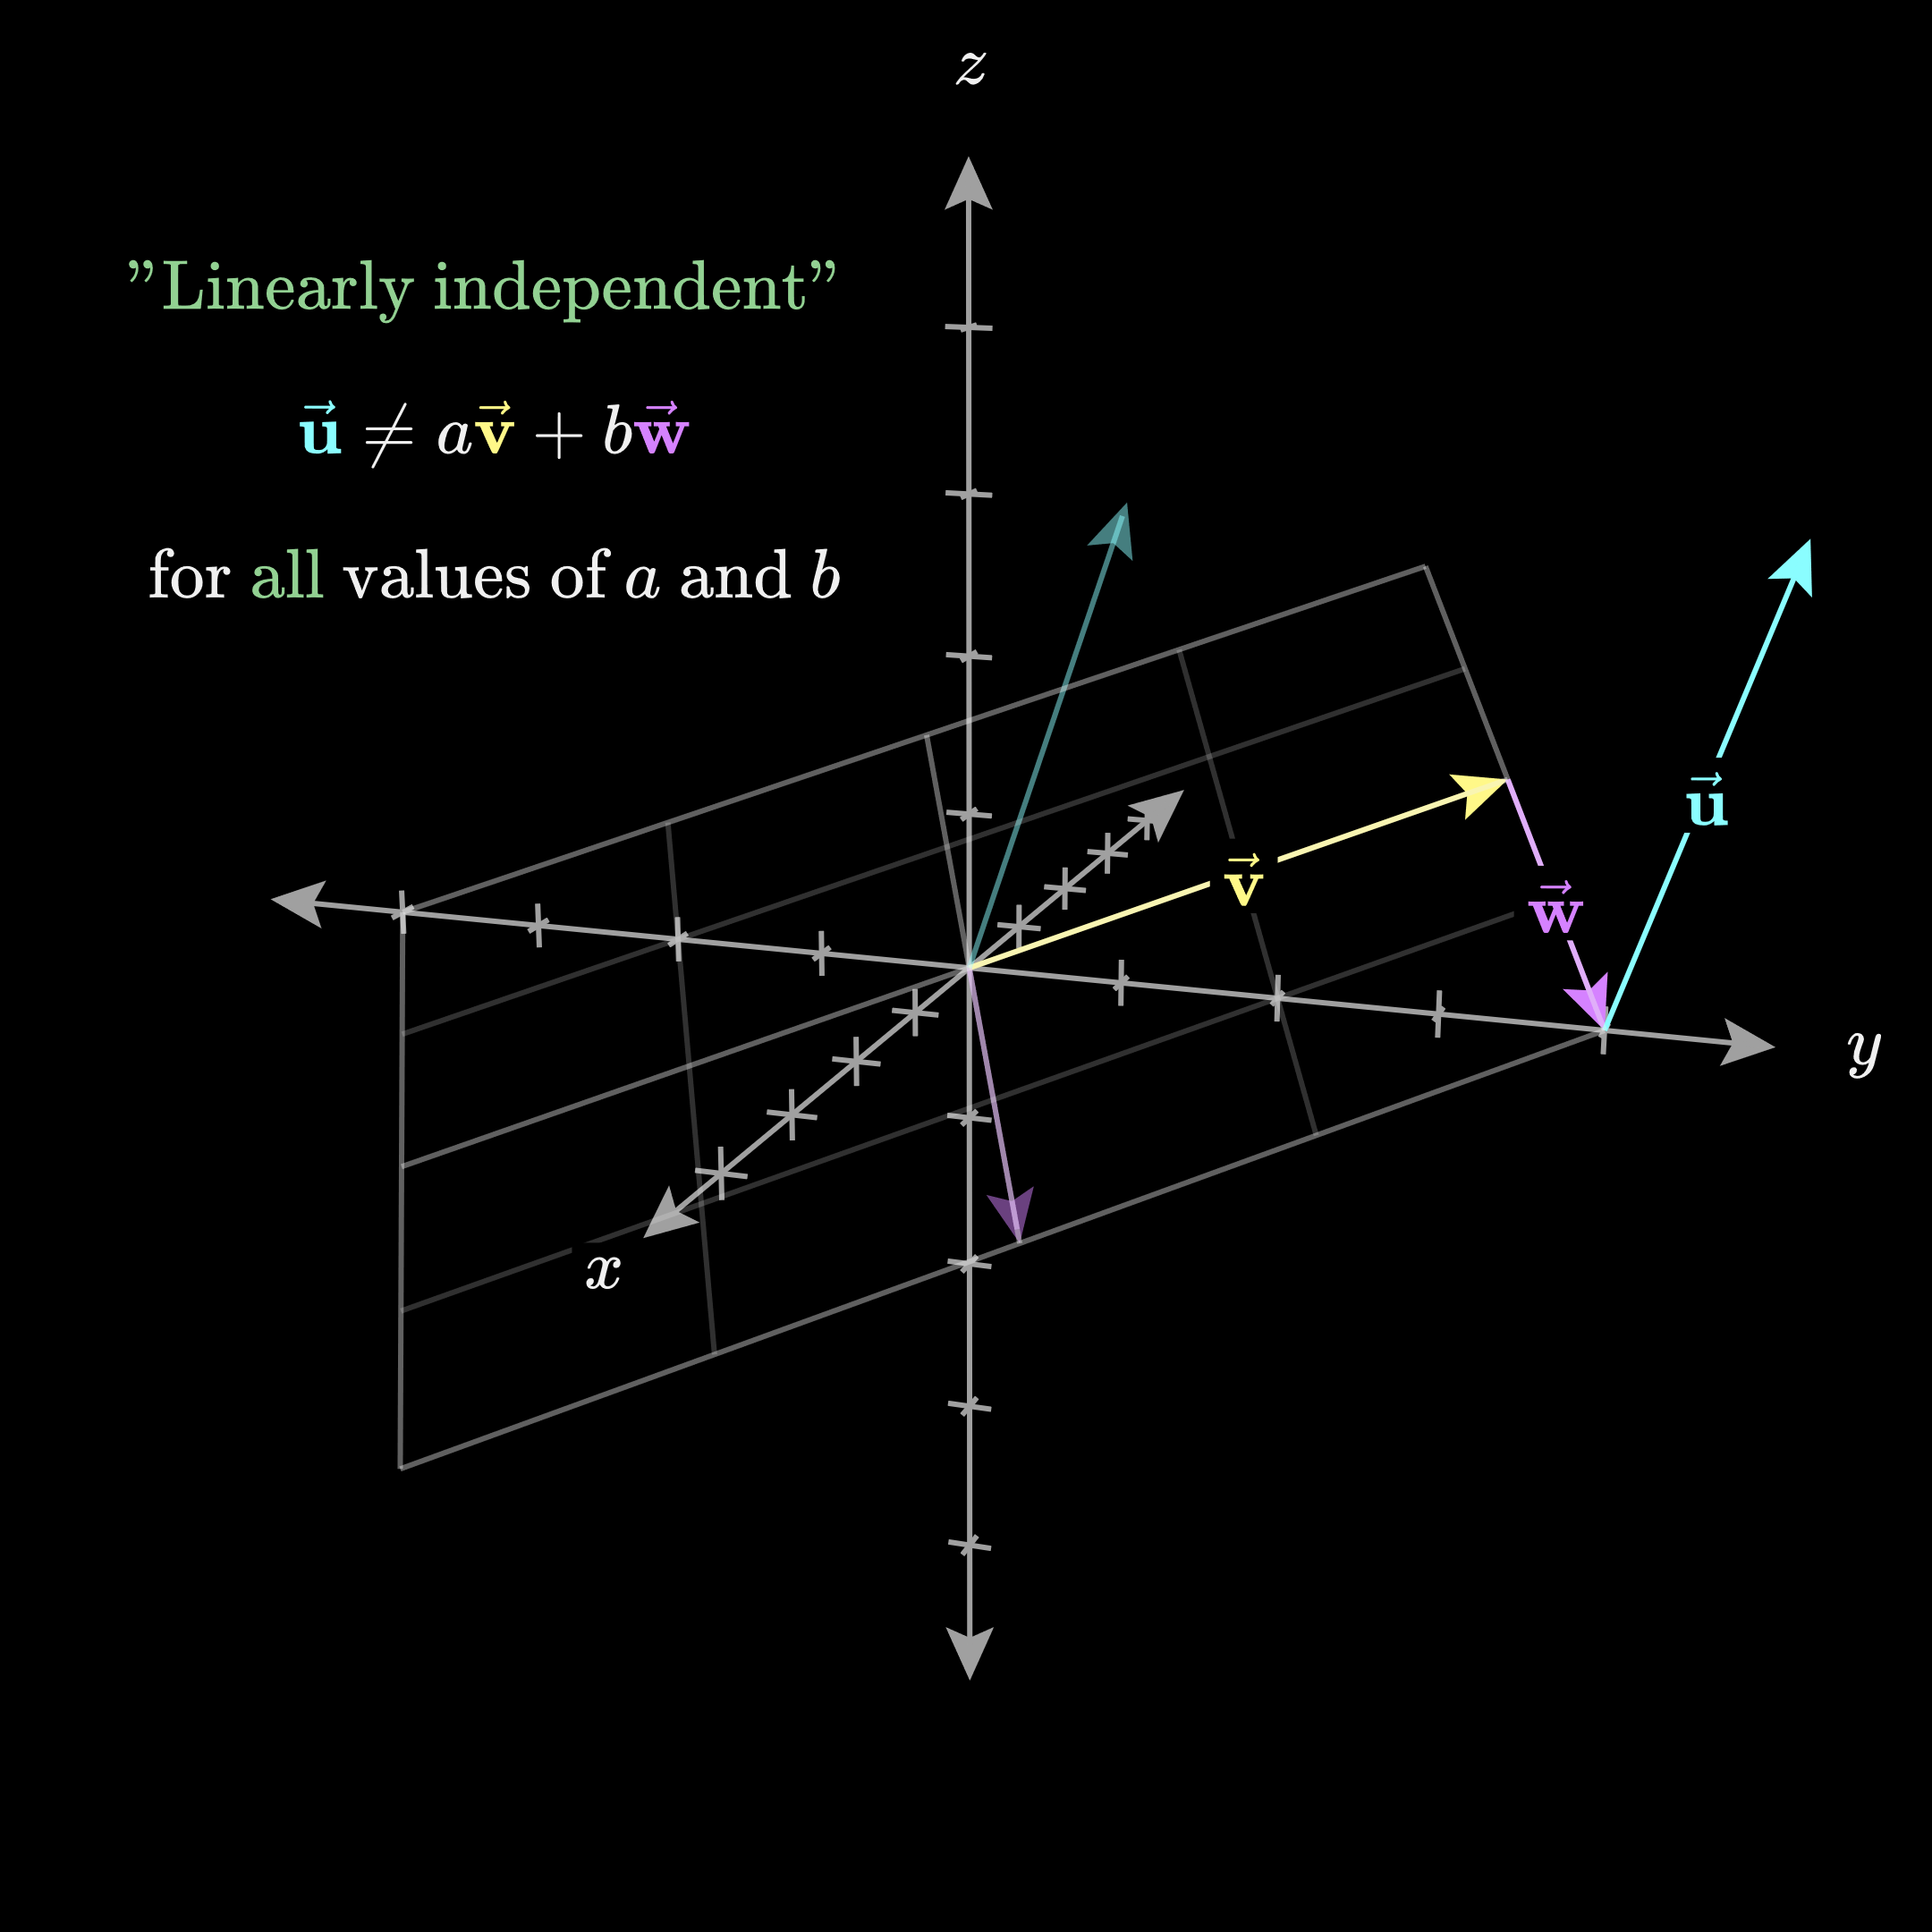 z
”Linearly independent”
u⃗ ≠ av⃗ + bw⃗
for all values of a and b
u⃗
v⃗
w⃗
y
x